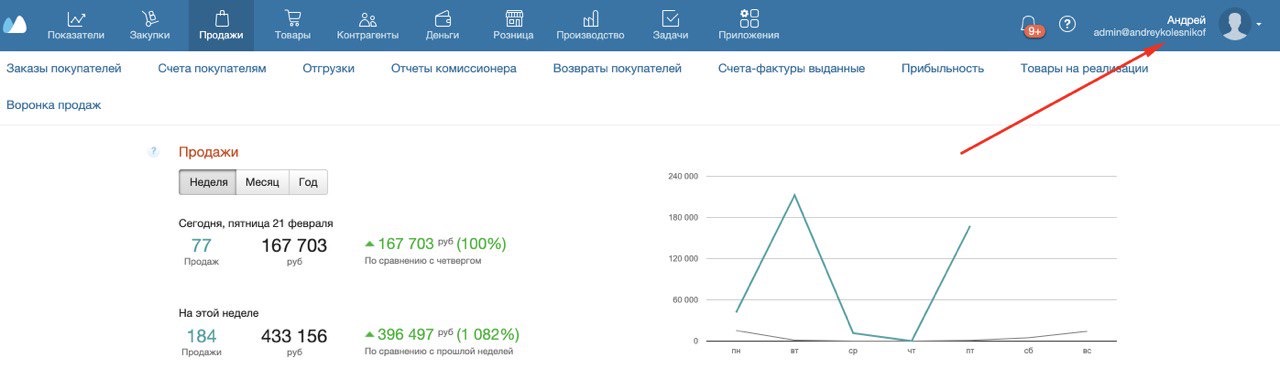 Показатели Закупки Продажи Товары Контрагенты Деньги Розница Производство Задачи Приложения 9+ ? Андрей
admin@andreykolesnikof
Заказы покупателей Счета покупателям Отгрузки Отчеты комиссионера Возвраты покупателей Счета-фактуры выданные Прибыльность Товары на реализации
Воронка продаж
? Продажи
Неделя Месяц Год
Сегодня, пятница 21 февраля
77 167 703 167 703 руб (100%)
Продаж руб По сравнению с четвергом
На этой неделе
184 433 156 396 497 руб (1 082%)
Продажи руб По сравнению с прошлой неделей
240 000
180 000
120 000
60 000
0
пн вт ср чт пт сб вс